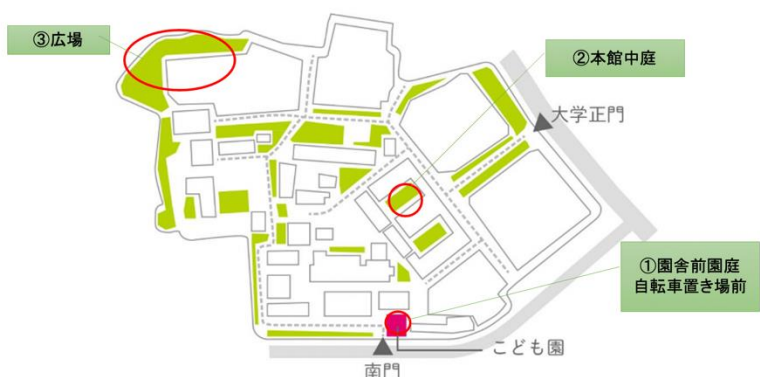 ③広場
②本館中庭
大学正門
①園舎前園庭
自転車置き場前
こども園
南門